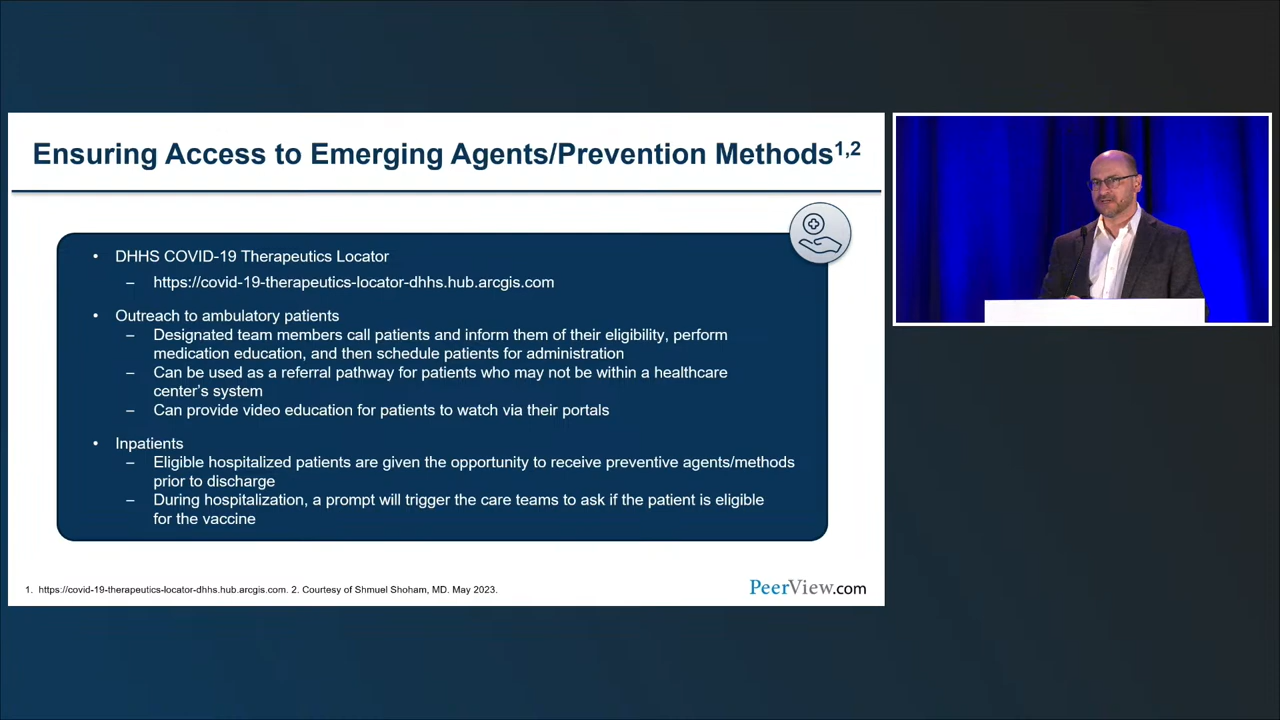 Ensuring Access to Emerging Agents/Prevention Methods1,2
• DHHS COVID-19 Therapeutics Locator
– https://covid-19-therapeutics-locator-dhhs.hub.arcgis.com
• Outreach to ambulatory patients
– Designated team members call patients and inform them of their eligibility, perform
medication education, and then schedule patients for administration
– Can be used as a referral pathway for patients who may not be within a healthcare
center’s system
– Can provide video education for patients to watch via their portals
• Inpatients
– Eligible hospitalized patients are given the opportunity to receive preventive agents/methods
prior to discharge
– During hospitalization, a prompt will trigger the care teams to ask if the patient is eligible
for the vaccine
1. https://covid-19-therapeutics-locator-dhhs.hub.arcgis.com. 2. Courtesy of Shmuel Shoham, MD. May 2023.
PeerView.com